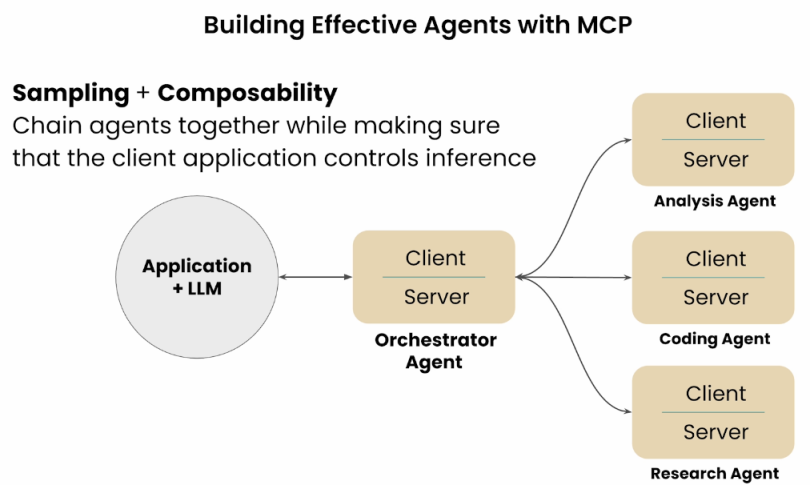 Building Effective Agents with MCP
Sampling + Composability
Chain agents together while making sure
that the client application controls inference
Application
+ LLM
Client
Server
Orchestrator
Agent
Client
Server
Analysis Agent
Client
Server
Coding Agent
Client
Server
Research Agent